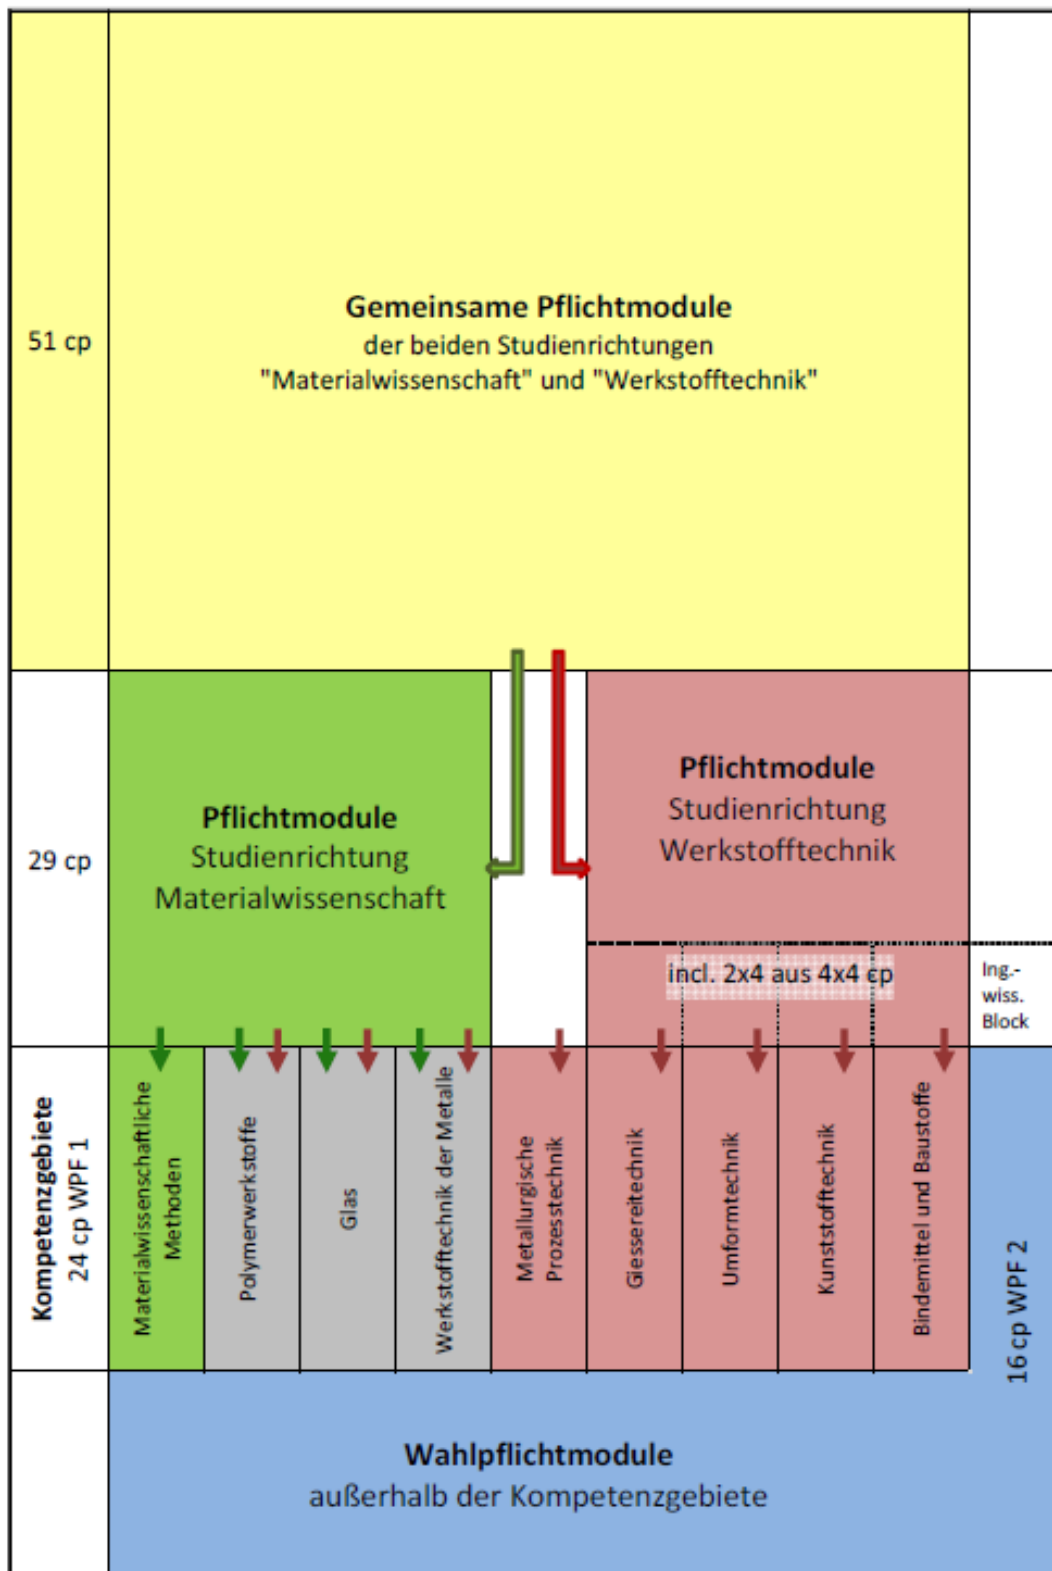 51 cp
Gemeinsame Pflichtmodule
der beiden Studienrichtungen
"Materialwissenschaft" und "Werkstofftechnik"
29 cp
Pflichtmodule
Studienrichtung
Materialwissenschaft
Pflichtmodule
Studienrichtung
Werkstofftechnik
incl. 2x4 aus 4x4 cp
Ing.-
wiss.
Block
Kompetenzgebiete
24 cp WPF 1
Materialwissenschaftliche
Methoden
Polymerwerkstoffe
Glas
Werkstofftechnik der Metalle
Metallurgische
Prozesstechnik
Giessereitechnik
Umformtechnik
Kunststofftechnik
Bindemittel und Baustoffe
16 cp WPF 2
Wahlpflichtmodule
außerhalb der Kompetenzgebiete